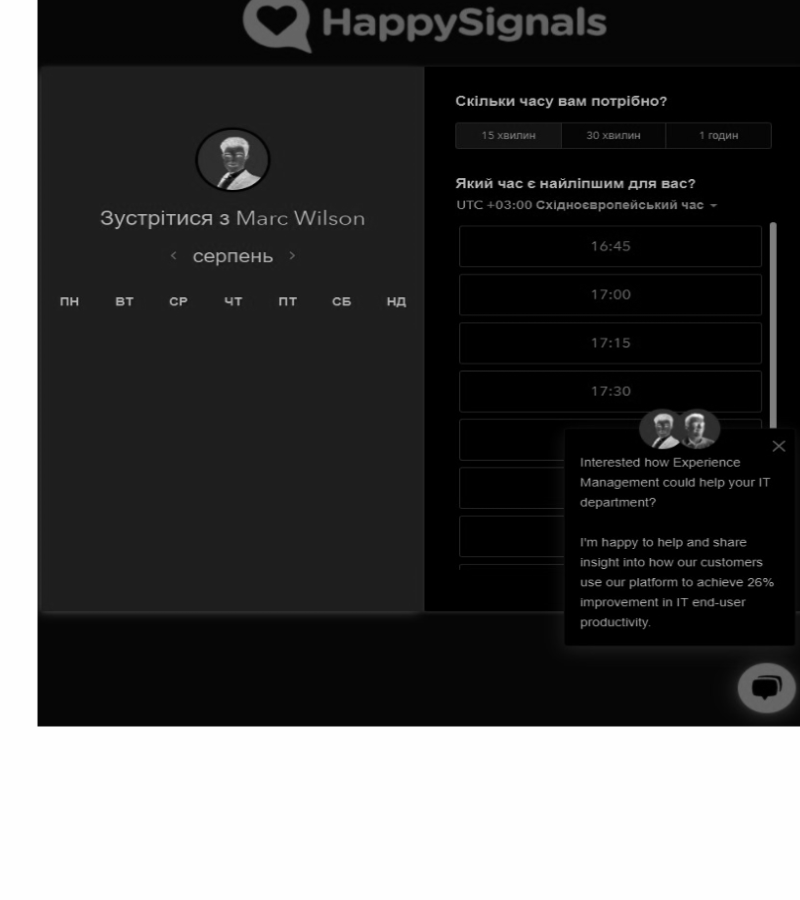 HappySignals
Зустрітися з Marc Wilson
серпень
ПН ВТ СР ЧТ ПТ СБ НД
Скільки часу вам потрібно?
15 хвилин 30 хвилин 1 годин
Який час є найліпшим для вас?
UTC +03:00 Східноєвропейський час
16:45
17:00
17:15
17:30
Interested how Experience
Management could help your IT
department?
I'm happy to help and share
insight into how our customers
use our platform to achieve 26%
improvement in IT end-user
productivity.